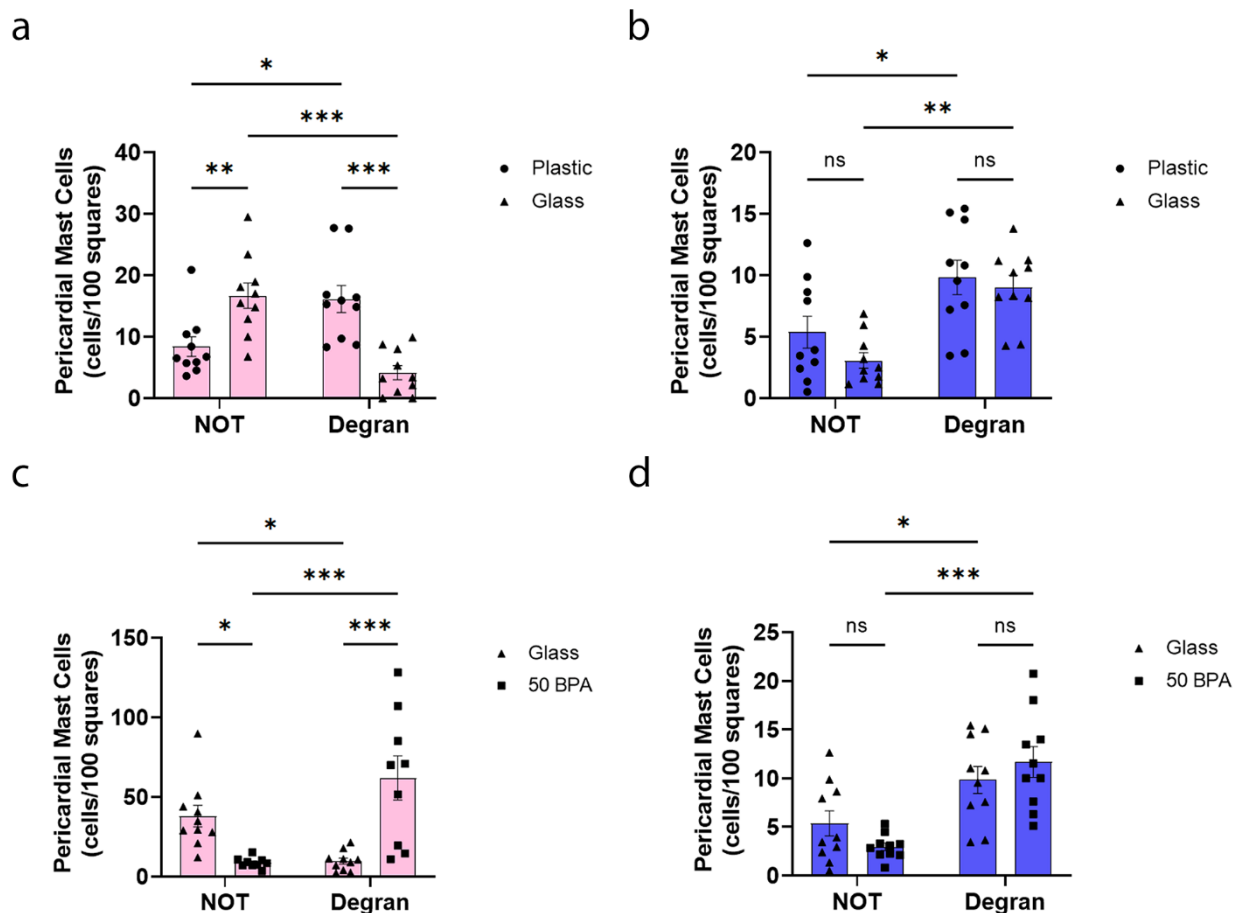 a
*
***
**
***
Pericardial Mast Cells
(cells/100 squares)
40
30
20
10
0
NOT
Degran
Plastic
Glass
b
*
**
ns
ns
Pericardial Mast Cells
(cells/100 squares)
20
15
10
5
0
NOT
Degran
Plastic
Glass
c
*
***
*
***
Pericardial Mast Cells
(cells/100 squares)
150
100
50
0
NOT
Degran
Glass
50 BPA
d
*
***
ns
ns
Pericardial Mast Cells
(cells/100 squares)
25
20
15
10
5
0
NOT
Degran
Glass
50 BPA